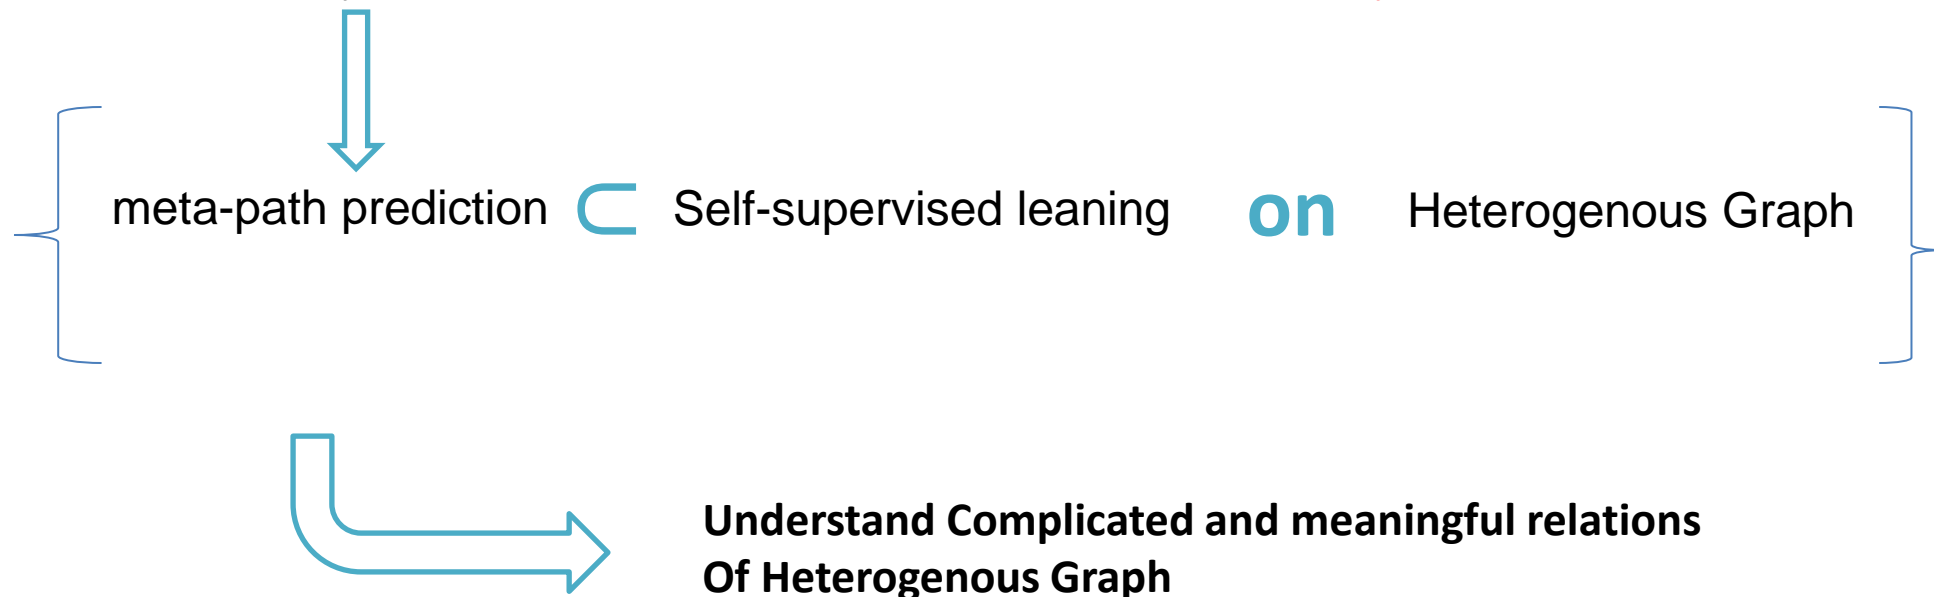 meta-path prediction ⊂ Self-supervised leaning on Heterogenous Graph
Understand Complicated and meaningful relations
Of Heterogenous Graph